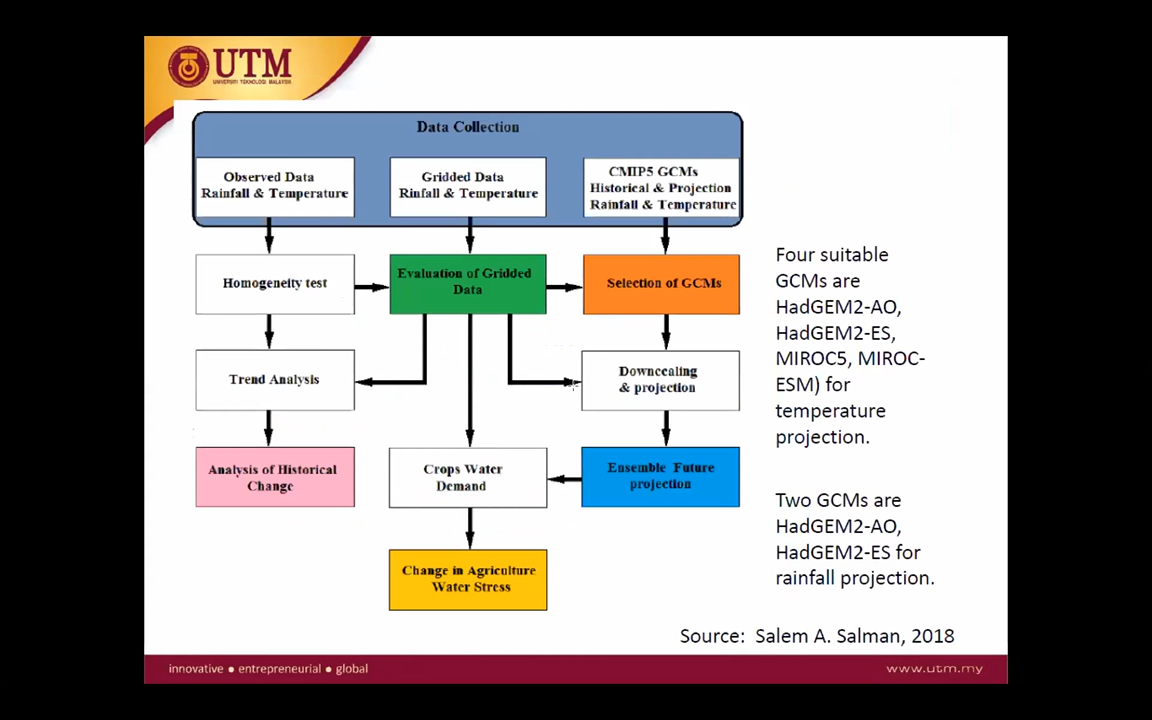 UTM
UNIVERSITI TEKNOLOGI MALAYSIA
Data Collection
Observed Data
Rainfall & Temperature
Gridded Data
Rinfall & Temperature
CMIP5 GCMs
Historical & Projection
Rainfall & Temperature
Homogeneity test
Evaluation of Gridded
Data
Selection of GCMs
Trend Analysis
Downccaling
& projection
Analysis of Historical
Change
Crops Water
Demand
Ensemble Future
projection
Change in Agriculture
Water Stress
Four suitable
GCMs are
HadGEM2-AO,
HadGEM2-ES,
MIROC5, MIROC-
ESM) for
temperature
projection.
Two GCMs are
HadGEM2-AO,
HadGEM2-ES for
rainfall projection.
Source: Salem A. Salman, 2018
innovative ● entrepreneurial ● global
www.utm.my